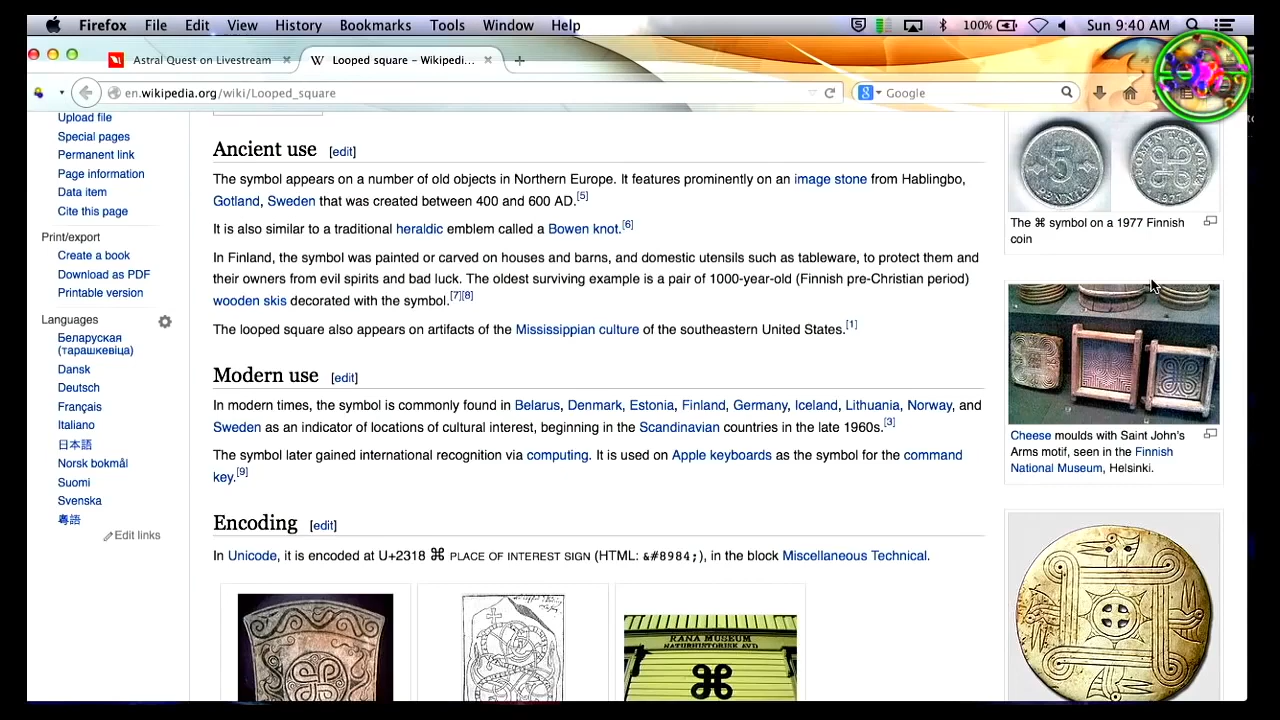 Firefox File Edit View History Bookmarks Tools Window Help 100% Sun 9:40 AM
Astral Quest on Livestream
Looped square – Wikipedi...
en.wikipedia.org/wiki/Looped_square
Google
Upload file
Special pages
Permanent link
Page information
Data item
Cite this page
Print/export
Create a book
Download as PDF
Printable version
Languages
Беларуская
(тарашкевіца)
Dansk
Deutsch
Français
Italiano
日本語
Norsk bokmål
Suomi
Svenska
粵語
Edit links
Ancient use [edit]
The symbol appears on a number of old objects in Northern Europe. It features prominently on an image stone from Hablingbo,
Gotland, Sweden that was created between 400 and 600 AD.[5]
It is also similar to a traditional heraldic emblem called a Bowen knot.[6]
In Finland, the symbol was painted or carved on houses and barns, and domestic utensils such as tableware, to protect them and
their owners from evil spirits and bad luck. The oldest surviving example is a pair of 1000-year-old (Finnish pre-Christian period)
wooden skis decorated with the symbol.[7][8]
The looped square also appears on artifacts of the Mississippian culture of the southeastern United States.[1]
Modern use [edit]
In modern times, the symbol is commonly found in Belarus, Denmark, Estonia, Finland, Germany, Iceland, Lithuania, Norway, and
Sweden as an indicator of locations of cultural interest, beginning in the Scandinavian countries in the late 1960s.[3]
The symbol later gained international recognition via computing. It is used on Apple keyboards as the symbol for the command
key.[9]
Encoding [edit]
In Unicode, it is encoded at U+2318 ⌘ PLACE OF INTEREST SIGN (HTML: &#8984;), in the block Miscellaneous Technical.
RANA MUSEUM
NATURHISTORISK AVD
5
PENNIÄ
SUOMEN TASAVALTA
1977
The ⌘ symbol on a 1977 Finnish
coin
Cheese moulds with Saint John's
Arms motif, seen in the Finnish
National Museum, Helsinki.